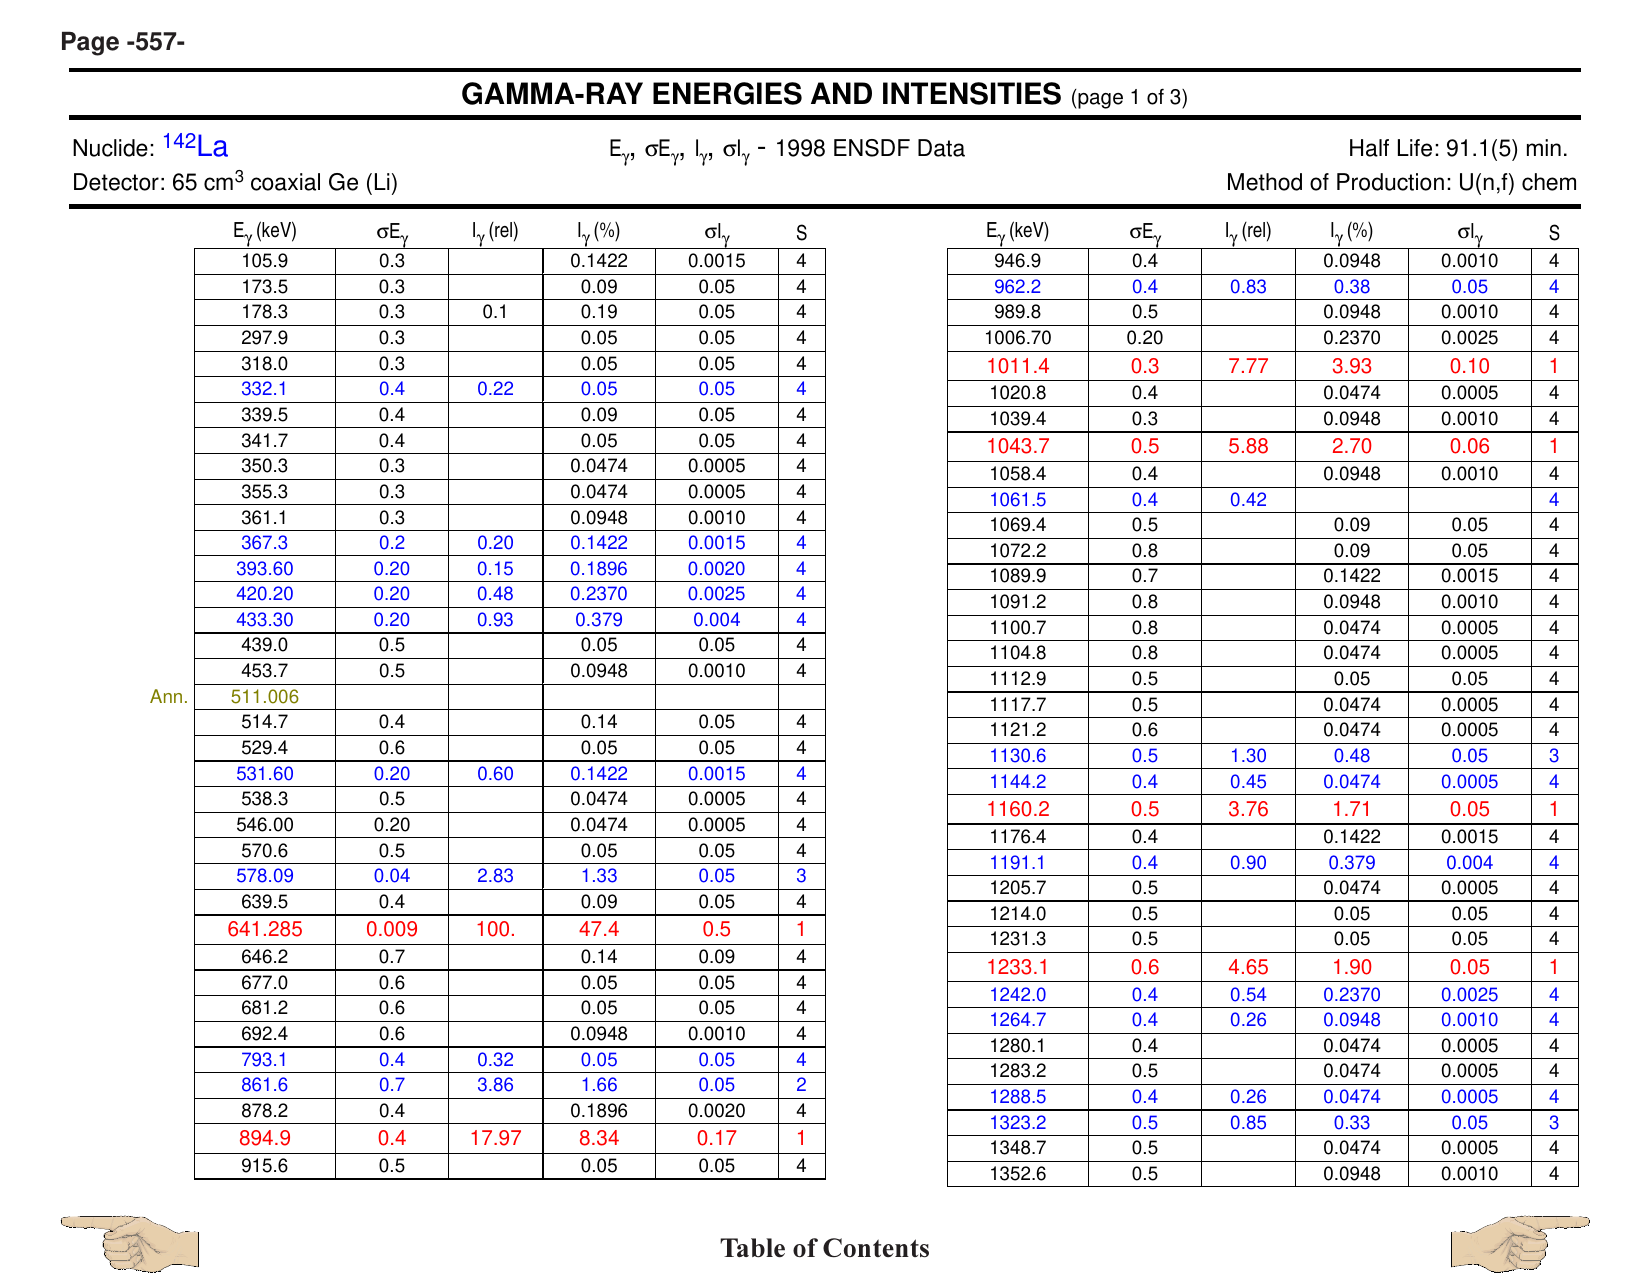 Page -557-
GAMMA-RAY ENERGIES AND INTENSITIES (page 1 of 3)
Nuclide: 142La
Eγ, σEγ, Iγ, σIγ - 1998 ENSDF Data
Half Life: 91.1(5) min.
Detector: 65 cm3 coaxial Ge (Li)
Method of Production: U(n,f) chem
Eγ (keV) σEγ Iγ (rel) Iγ (%) σIγ S
105.9 0.3 0.1422 0.0015 4
173.5 0.3 0.09 0.05 4
178.3 0.3 0.1 0.19 0.05 4
297.9 0.3 0.05 0.05 4
318.0 0.3 0.05 0.05 4
332.1 0.4 0.22 0.05 0.05 4
339.5 0.4 0.09 0.05 4
341.7 0.4 0.05 0.05 4
350.3 0.3 0.0474 0.0005 4
355.3 0.3 0.0474 0.0005 4
361.1 0.3 0.0948 0.0010 4
367.3 0.2 0.20 0.1422 0.0015 4
393.60 0.20 0.15 0.1896 0.0020 4
420.20 0.20 0.48 0.2370 0.0025 4
433.30 0.20 0.93 0.379 0.004 4
439.0 0.5 0.05 0.05 4
453.7 0.5 0.0948 0.0010 4
Ann. 511.006
514.7 0.4 0.14 0.05 4
529.4 0.6 0.05 0.05 4
531.60 0.20 0.60 0.1422 0.0015 4
538.3 0.5 0.0474 0.0005 4
546.00 0.20 0.0474 0.0005 4
570.6 0.5 0.05 0.05 4
578.09 0.04 2.83 1.33 0.05 3
639.5 0.4 0.09 0.05 4
641.285 0.009 100. 47.4 0.5 1
646.2 0.7 0.14 0.09 4
677.0 0.6 0.05 0.05 4
681.2 0.6 0.05 0.05 4
692.4 0.6 0.0948 0.0010 4
793.1 0.4 0.32 0.05 0.05 4
861.6 0.7 3.86 1.66 0.05 2
878.2 0.4 0.1896 0.0020 4
894.9 0.4 17.97 8.34 0.17 1
915.6 0.5 0.05 0.05 4
Eγ (keV) σEγ Iγ (rel) Iγ (%) σIγ S
946.9 0.4 0.0948 0.0010 4
962.2 0.4 0.83 0.38 0.05 4
989.8 0.5 0.0948 0.0010 4
1006.70 0.20 0.2370 0.0025 4
1011.4 0.3 7.77 3.93 0.10 1
1020.8 0.4 0.0474 0.0005 4
1039.4 0.3 0.0948 0.0010 4
1043.7 0.5 5.88 2.70 0.06 1
1058.4 0.4 0.0948 0.0010 4
1061.5 0.4 0.42 4
1069.4 0.5 0.09 0.05 4
1072.2 0.8 0.09 0.05 4
1089.9 0.7 0.1422 0.0015 4
1091.2 0.8 0.0948 0.0010 4
1100.7 0.8 0.0474 0.0005 4
1104.8 0.8 0.0474 0.0005 4
1112.9 0.5 0.05 0.05 4
1117.7 0.5 0.0474 0.0005 4
1121.2 0.6 0.0474 0.0005 4
1130.6 0.5 1.30 0.48 0.05 3
1144.2 0.4 0.45 0.0474 0.0005 4
1160.2 0.5 3.76 1.71 0.05 1
1176.4 0.4 0.1422 0.0015 4
1191.1 0.4 0.90 0.379 0.004 4
1205.7 0.5 0.0474 0.0005 4
1214.0 0.5 0.05 0.05 4
1231.3 0.5 0.05 0.05 4
1233.1 0.6 4.65 1.90 0.05 1
1242.0 0.4 0.54 0.2370 0.0025 4
1264.7 0.4 0.26 0.0948 0.0010 4
1280.1 0.4 0.0474 0.0005 4
1283.2 0.5 0.0474 0.0005 4
1288.5 0.4 0.26 0.0474 0.0005 4
1323.2 0.5 0.85 0.33 0.05 3
1348.7 0.5 0.0474 0.0005 4
1352.6 0.5 0.0948 0.0010 4
Table of Contents